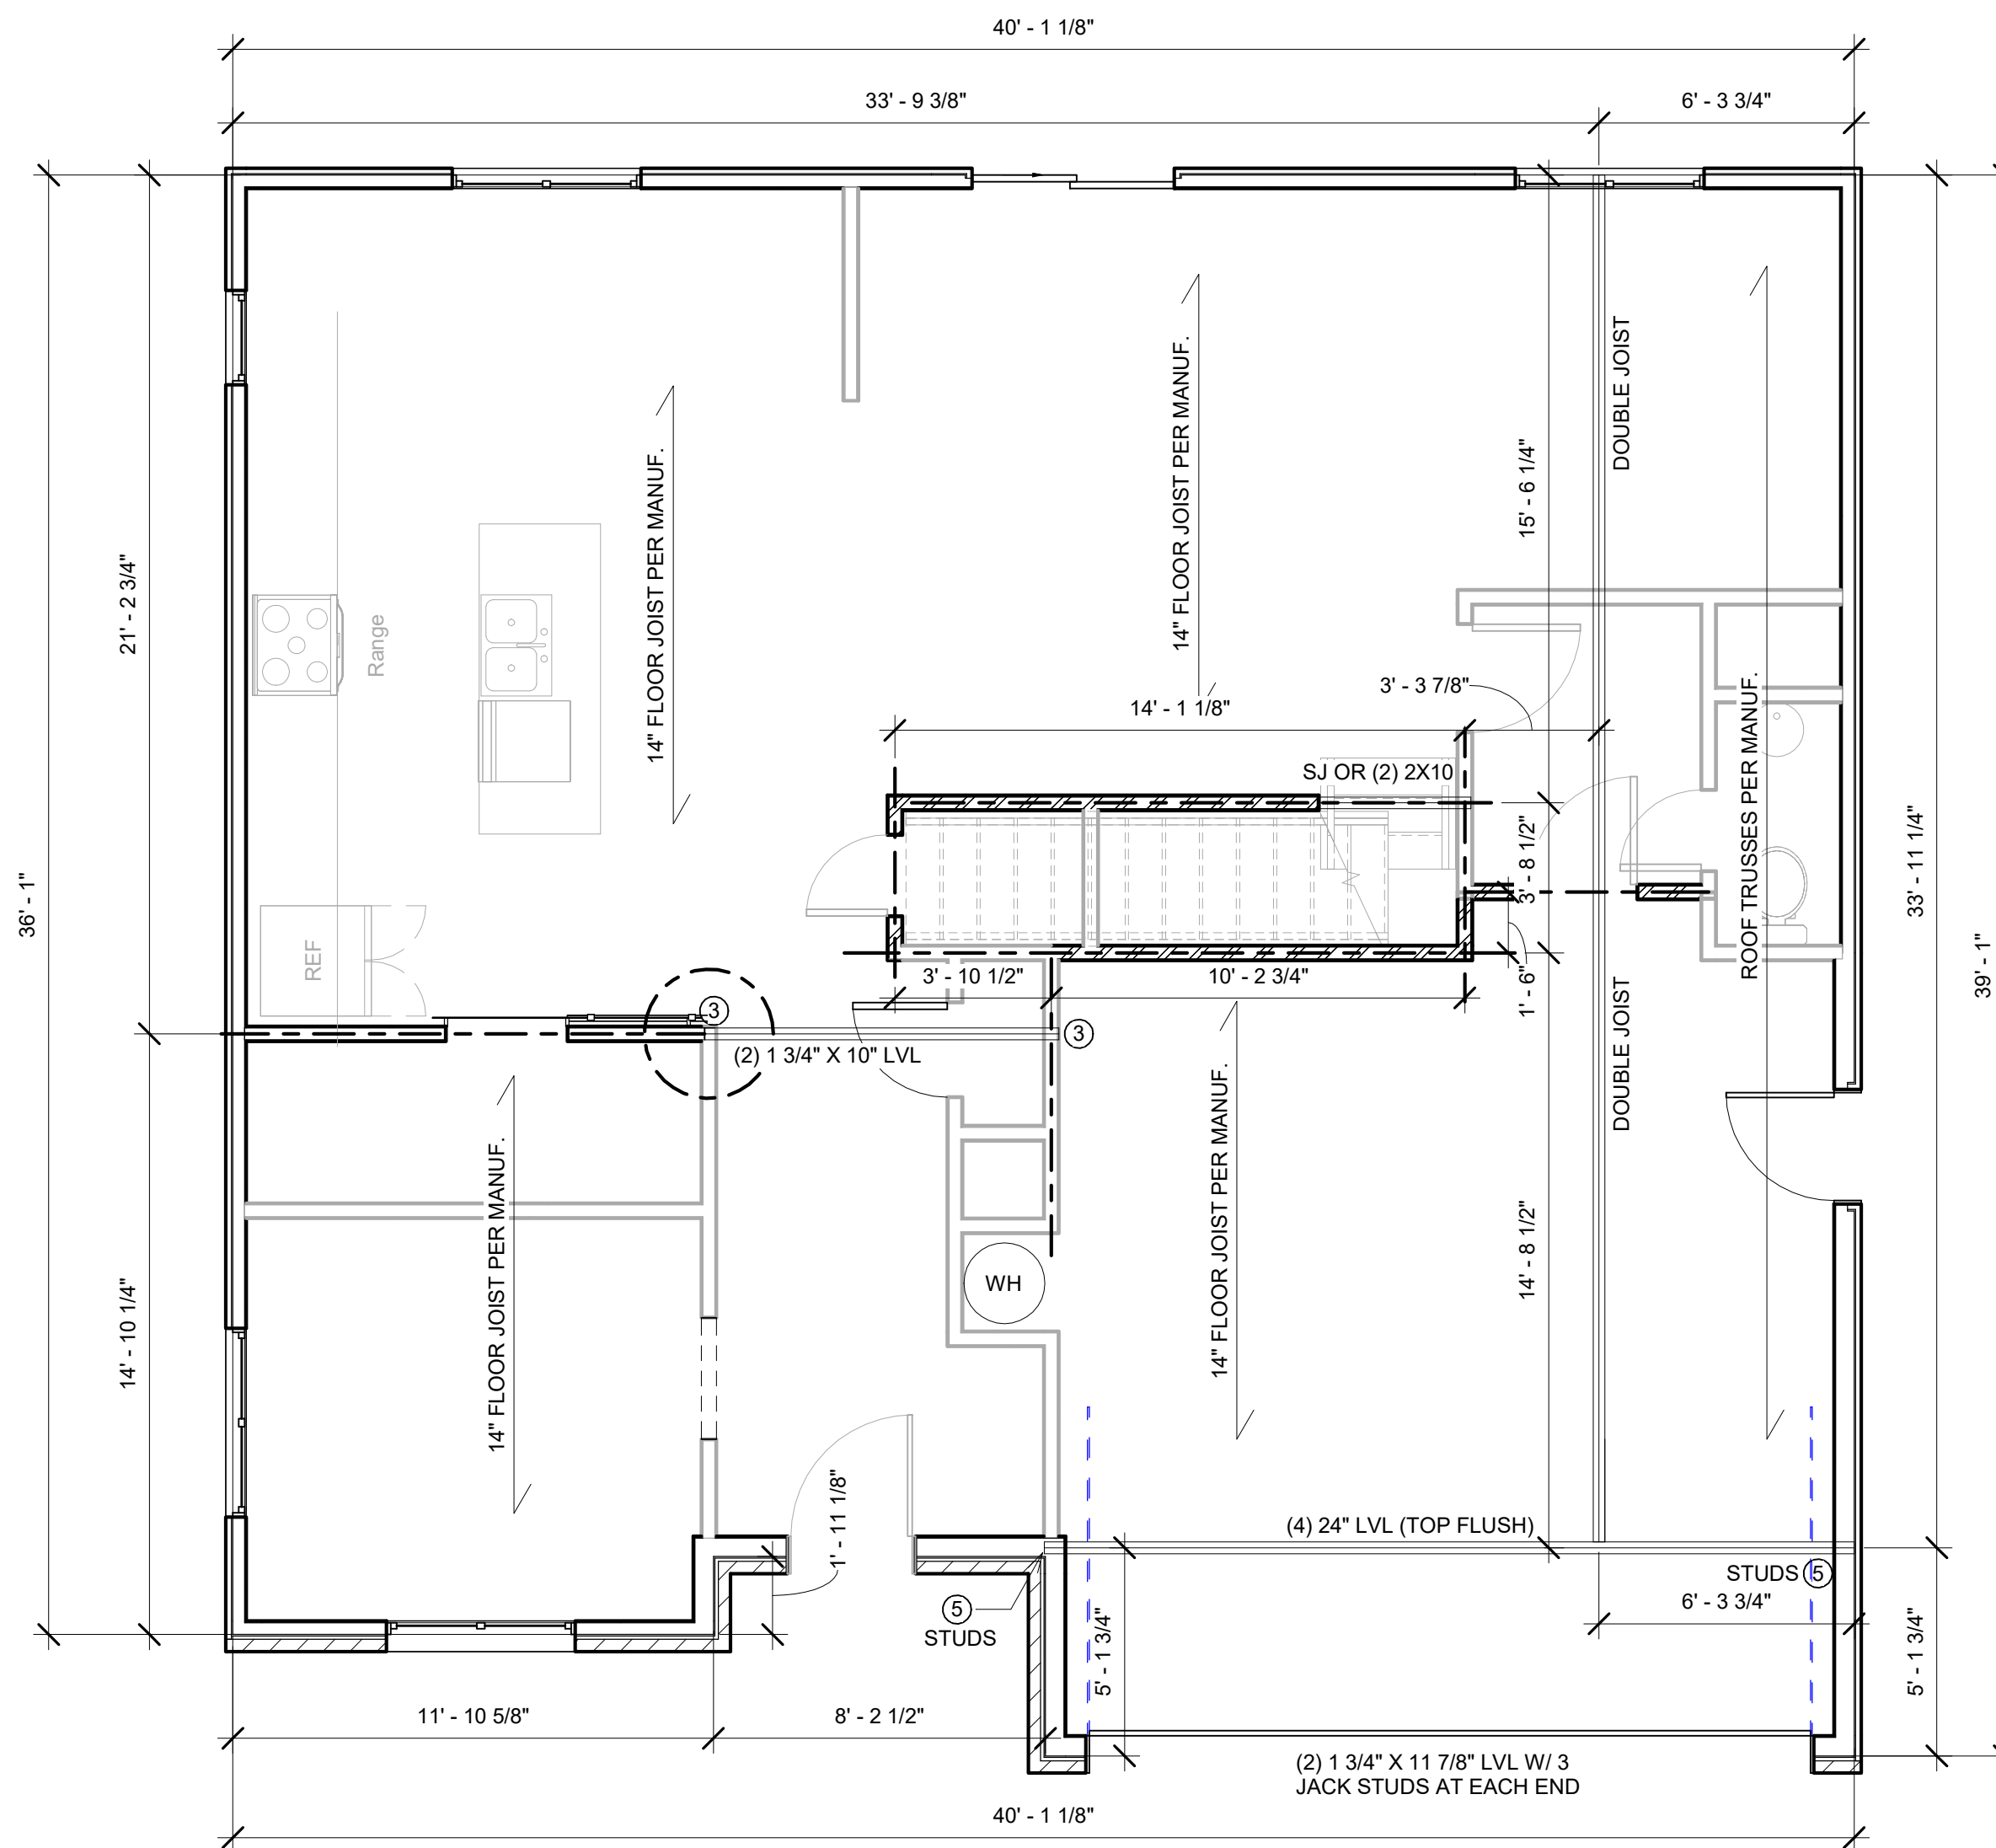 40' - 1 1/8"
33' - 9 3/8"
6' - 3 3/4"
36' - 1"
21' - 2 3/4"
14' - 10 1/4"
14" FLOOR JOIST PER MANUF.
14" FLOOR JOIST PER MANUF.
DOUBLE JOIST
15' - 6 1/4"
ROOF TRUSSES PER MANUF.
33' - 11 1/4"
39' - 1"
Range
3' - 3 7/8"
14' - 1 1/8"
SJ OR (2) 2X10
3' - 8 1/2"
REF
3' - 10 1/2"
10' - 2 3/4"
1' - 6"
3
(2) 1 3/4" X 10" LVL
3
DOUBLE JOIST
14" FLOOR JOIST PER MANUF.
14" FLOOR JOIST PER MANUF.
14' - 8 1/2"
WH
1' - 11 1/8"
(4) 24" LVL (TOP FLUSH)
STUDS 5
5
STUDS
6' - 3 3/4"
5' - 1 3/4"
5' - 1 3/4"
11' - 10 5/8"
8' - 2 1/2"
(2) 1 3/4" X 11 7/8" LVL W/ 3
JACK STUDS AT EACH END
40' - 1 1/8"